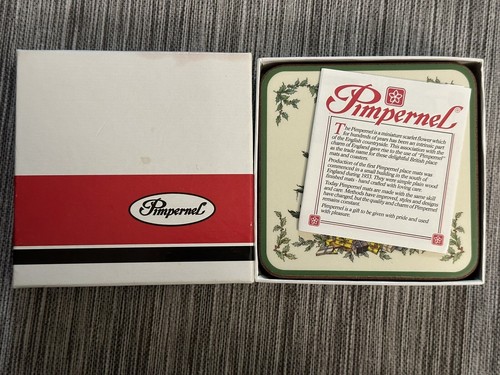 Pimpernel
Pimpernel
The Pimpernel is a miniature scarlet flower which
for hundreds of years has been an intrinsic part
of the English countryside. This association with the
charm of England gave rise to the use of "Pimpernel"
as the trade name for these delightful British place
mats and coasters.
Production of the first Pimpernel place mats was
commenced in a small building in the south of
England during 1933. They were simple plain wood
finished mats - hand crafted with loving care.
Today Pimpernel mats are made with the same skill
and care. Methods have improved, styles and designs
have changed, but the quality and charm of Pimpernel
remains constant.
Pimpernel is a gift to be given with pride and used
with pleasure.